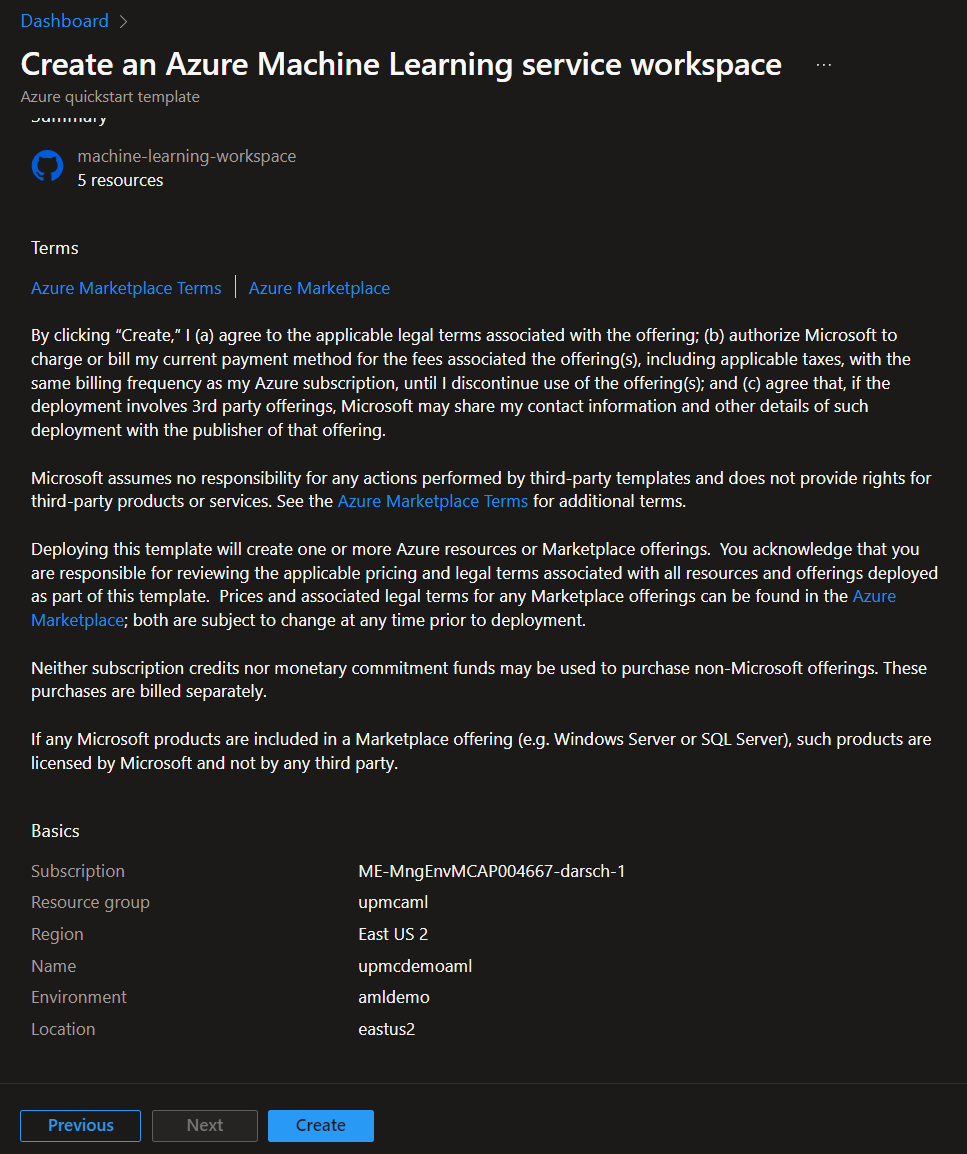 Dashboard
Create an Azure Machine Learning service workspace ...
Azure quickstart template
Summary
machine-learning-workspace
5 resources
Terms
Azure Marketplace Terms | Azure Marketplace
By clicking “Create,” I (a) agree to the applicable legal terms associated with the offering; (b) authorize Microsoft to
charge or bill my current payment method for the fees associated the offering(s), including applicable taxes, with the
same billing frequency as my Azure subscription, until I discontinue use of the offering(s); and (c) agree that, if the
deployment involves 3rd party offerings, Microsoft may share my contact information and other details of such
deployment with the publisher of that offering.
Microsoft assumes no responsibility for any actions performed by third-party templates and does not provide rights for
third-party products or services. See the Azure Marketplace Terms for additional terms.
Deploying this template will create one or more Azure resources or Marketplace offerings.  You acknowledge that you
are responsible for reviewing the applicable pricing and legal terms associated with all resources and offerings deployed
as part of this template.  Prices and associated legal terms for any Marketplace offerings can be found in the Azure
Marketplace; both are subject to change at any time prior to deployment.
Neither subscription credits nor monetary commitment funds may be used to purchase non-Microsoft offerings. These
purchases are billed separately.
If any Microsoft products are included in a Marketplace offering (e.g. Windows Server or SQL Server), such products are
licensed by Microsoft and not by any third party.
Basics
Subscription ME-MngEnvMCAP004667-darsch-1
Resource group upmcaml
Region East US 2
Name upmcdemoaml
Environment amldemo
Location eastus2
Previous Next Create